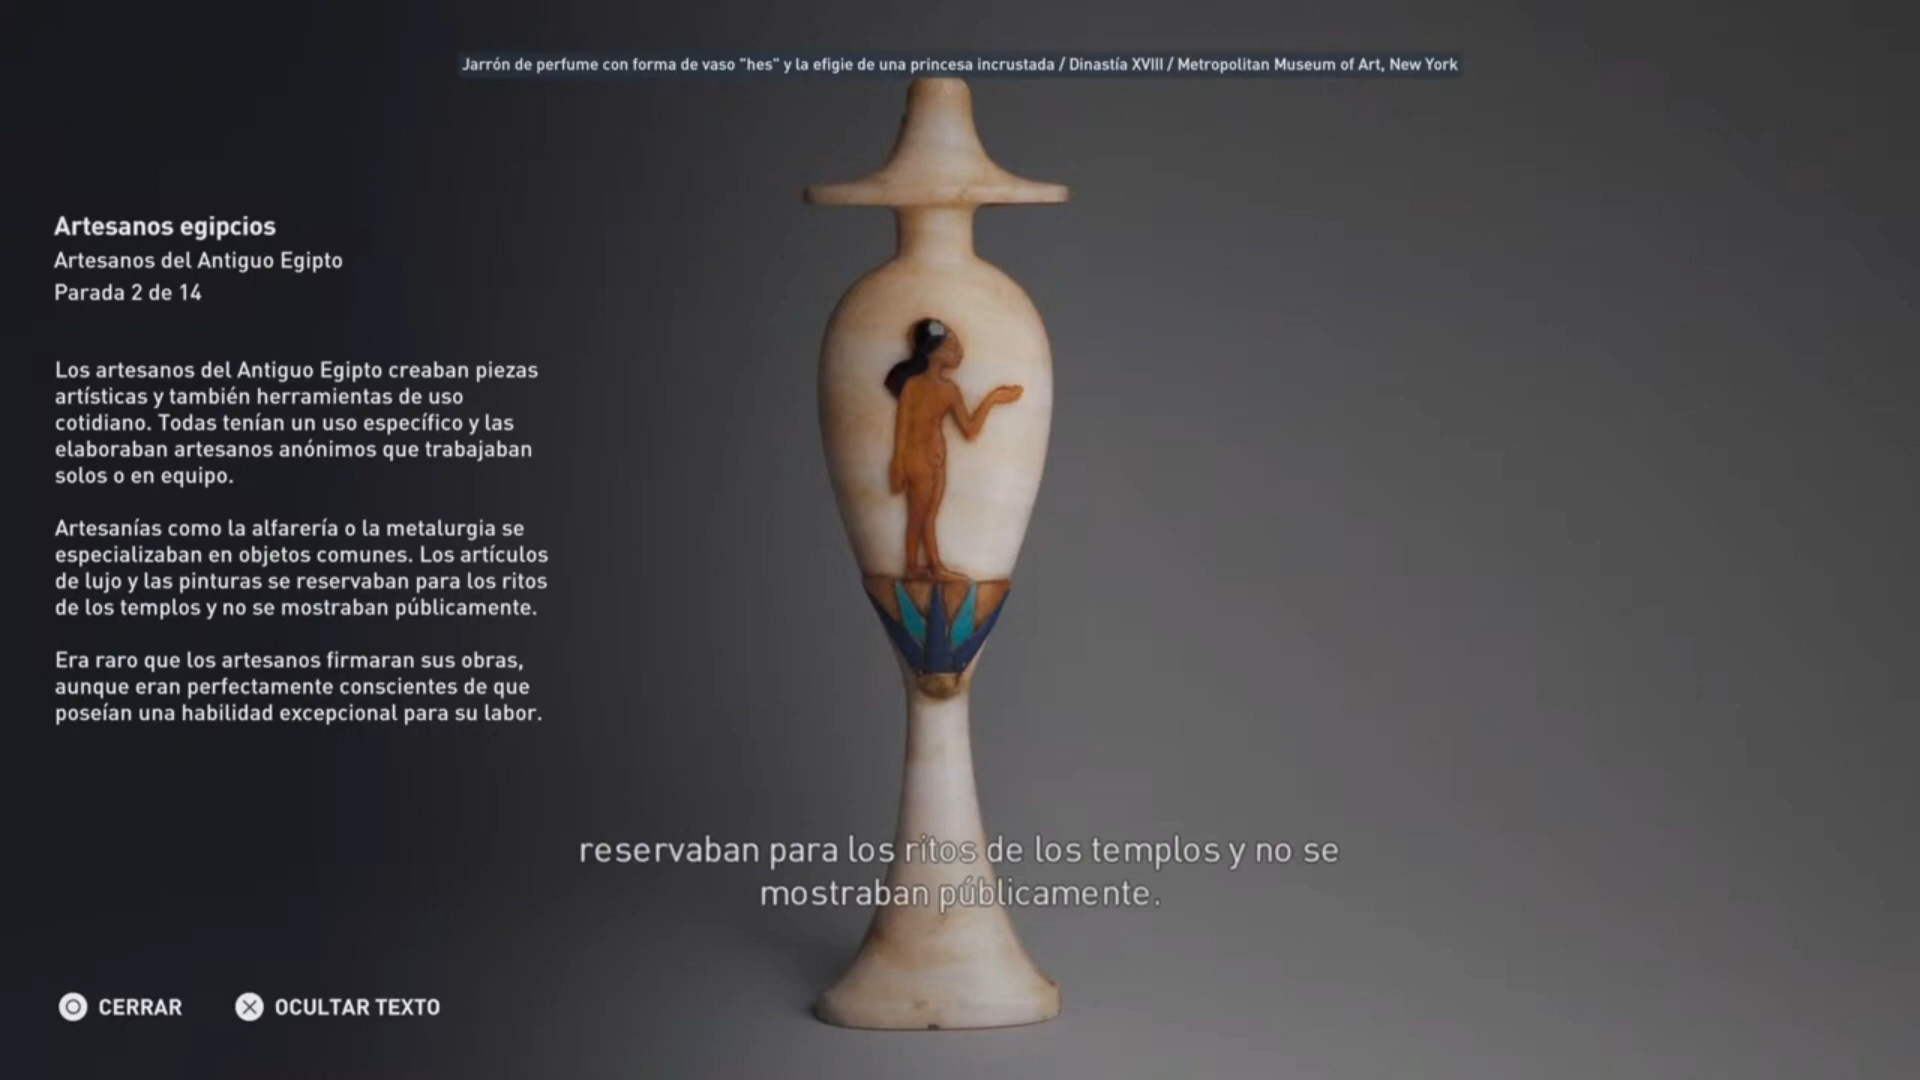 Jarrón de perfume con forma de vaso "hes" y la efigie de una princesa incrustada / Dinastía XVIII / Metropolitan Museum of Art, New York
Artesanos egipcios
Artesanos del Antiguo Egipto
Parada 2 de 14
Los artesanos del Antiguo Egipto creaban piezas
artísticas y también herramientas de uso
cotidiano. Todas tenían un uso específico y las
elaboraban artesanos anónimos que trabajaban
solos o en equipo.
Artesanías como la alfarería o la metalurgia se
especializaban en objetos comunes. Los artículos
de lujo y las pinturas se reservaban para los ritos
de los templos y no se mostraban públicamente.
Era raro que los artesanos firmaran sus obras,
aunque eran perfectamente conscientes de que
poseían una habilidad excepcional para su labor.
reservaban para los ritos de los templos y no se
mostraban públicamente.
CERRAR OCULTAR TEXTO